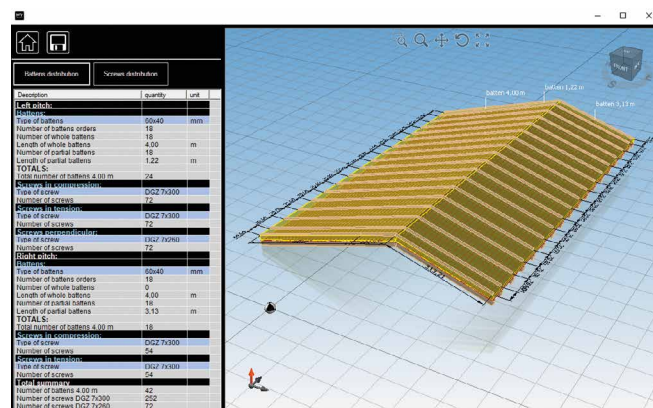 Battens distribution
Screws distribution
Description quantity unit
Left pitch:
Battens:
Type of battens 60x40 mm
Number of battens orders 18
Number of whole battens 18
Length of whole battens 4,00 m
Number of partial battens 18
Length of partial battens 1,22 m
TOTALS:
Total number of battens 4.00 m 24
Screws in compression:
Type of screw DGZ 7x300
Number of screws 72
Screws in tension:
Type of screw DGZ 7x300
Number of screws 72
Screws perpendicular:
Type of screw DGZ 7x260
Number of screws 72
Right pitch:
Battens:
Type of battens 60x40 mm
Number of battens orders 18
Number of whole battens 0
Length of whole battens 4,00 m
Number of partial battens 18
Length of partial battens 3,13 m
TOTALS:
Total number of battens 4.00 m 18
Screws in compression:
Type of screw DGZ 7x300
Number of screws 54
Screws in tension:
Type of screw DGZ 7x300
Number of screws 54
Total summary
Number of battens 4.00 m 42
Number of screws DGZ 7x300 252
Number of screws DGZ 7x260 72
batten 4,00 m
batten 1,22 m
batten 3,13 m
FRONT